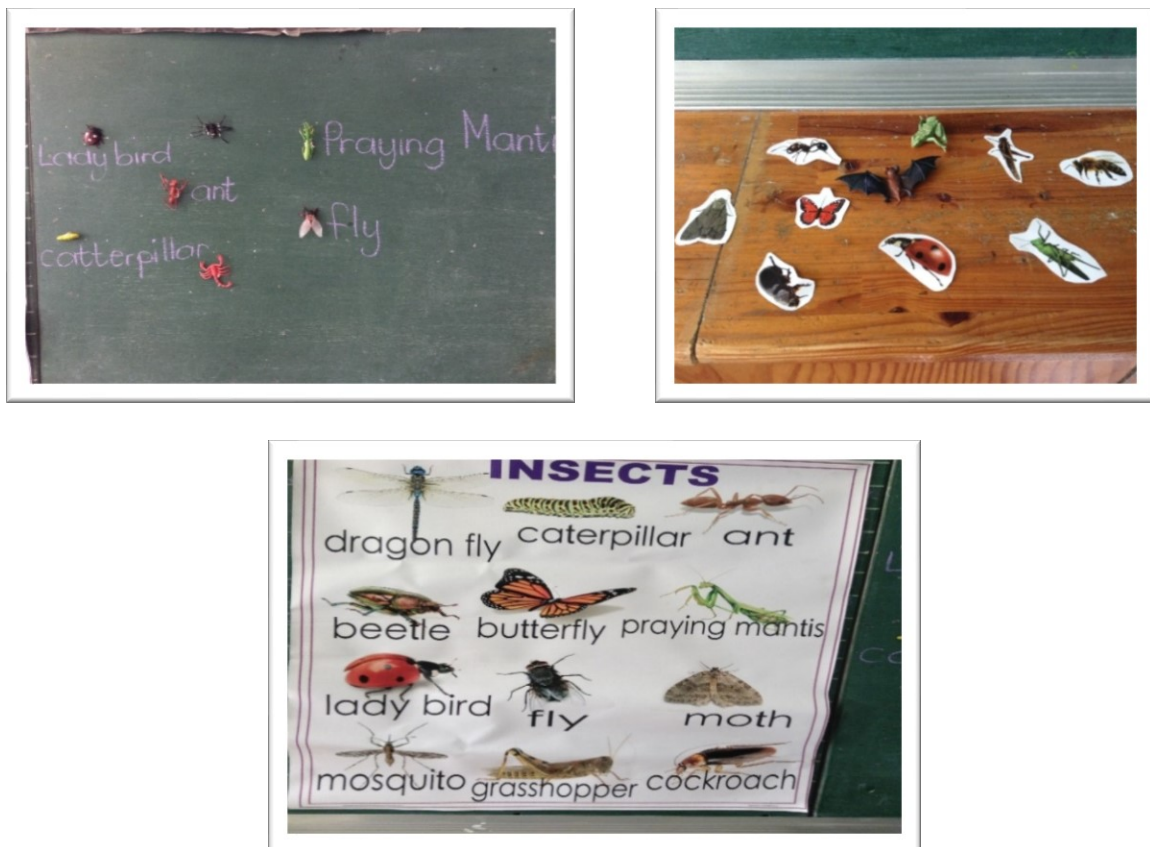 Praying Mant
Lady bird
ant
fly
catterpillar
INSECTS
dragon fly caterpillar ant
beetle butterfly praying mantis
lady bird fly moth
mosquito grasshopper cockroach